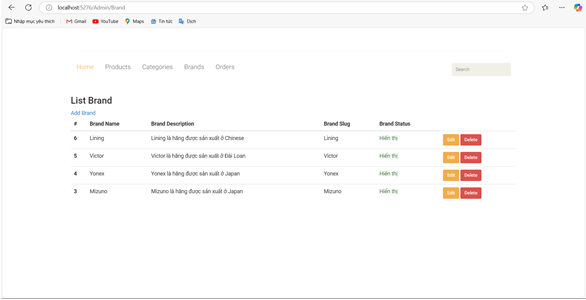 localhost:5276/Admin/Brand
Nhập mục yêu thích Gmail YouTube Maps Tin tức Dịch
Home Products Categories Brands Orders Search
List Brand
Add Brand
# Brand Name Brand Description Brand Slug Brand Status
6 Lining Lining là hãng được sản xuất ở Chinese Lining Hiển thị Edit Delete
5 Victor Victor là hãng được sản xuất ở Đài Loan Victor Hiển thị Edit Delete
4 Yonex Yonex là hãng được sản xuất ở Japan Yonex Hiển thị Edit Delete
3 Mizuno Mizuno là hãng được sản xuất ở Japan Mizuno Hiển thị Edit Delete